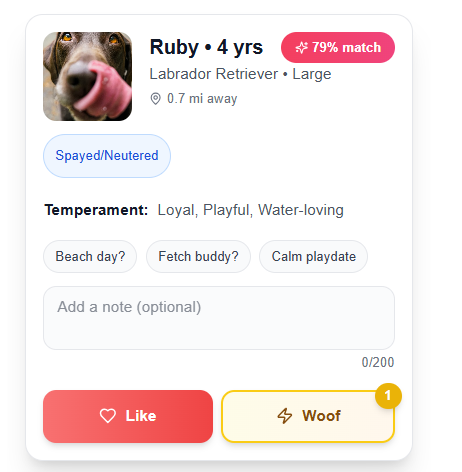 Ruby • 4 yrs
79% match
Labrador Retriever • Large
0.7 mi away
Spayed/Neutered
Temperament: Loyal, Playful, Water-loving
Beach day? Fetch buddy? Calm playdate
Add a note (optional)
0/200
1
Like Woof